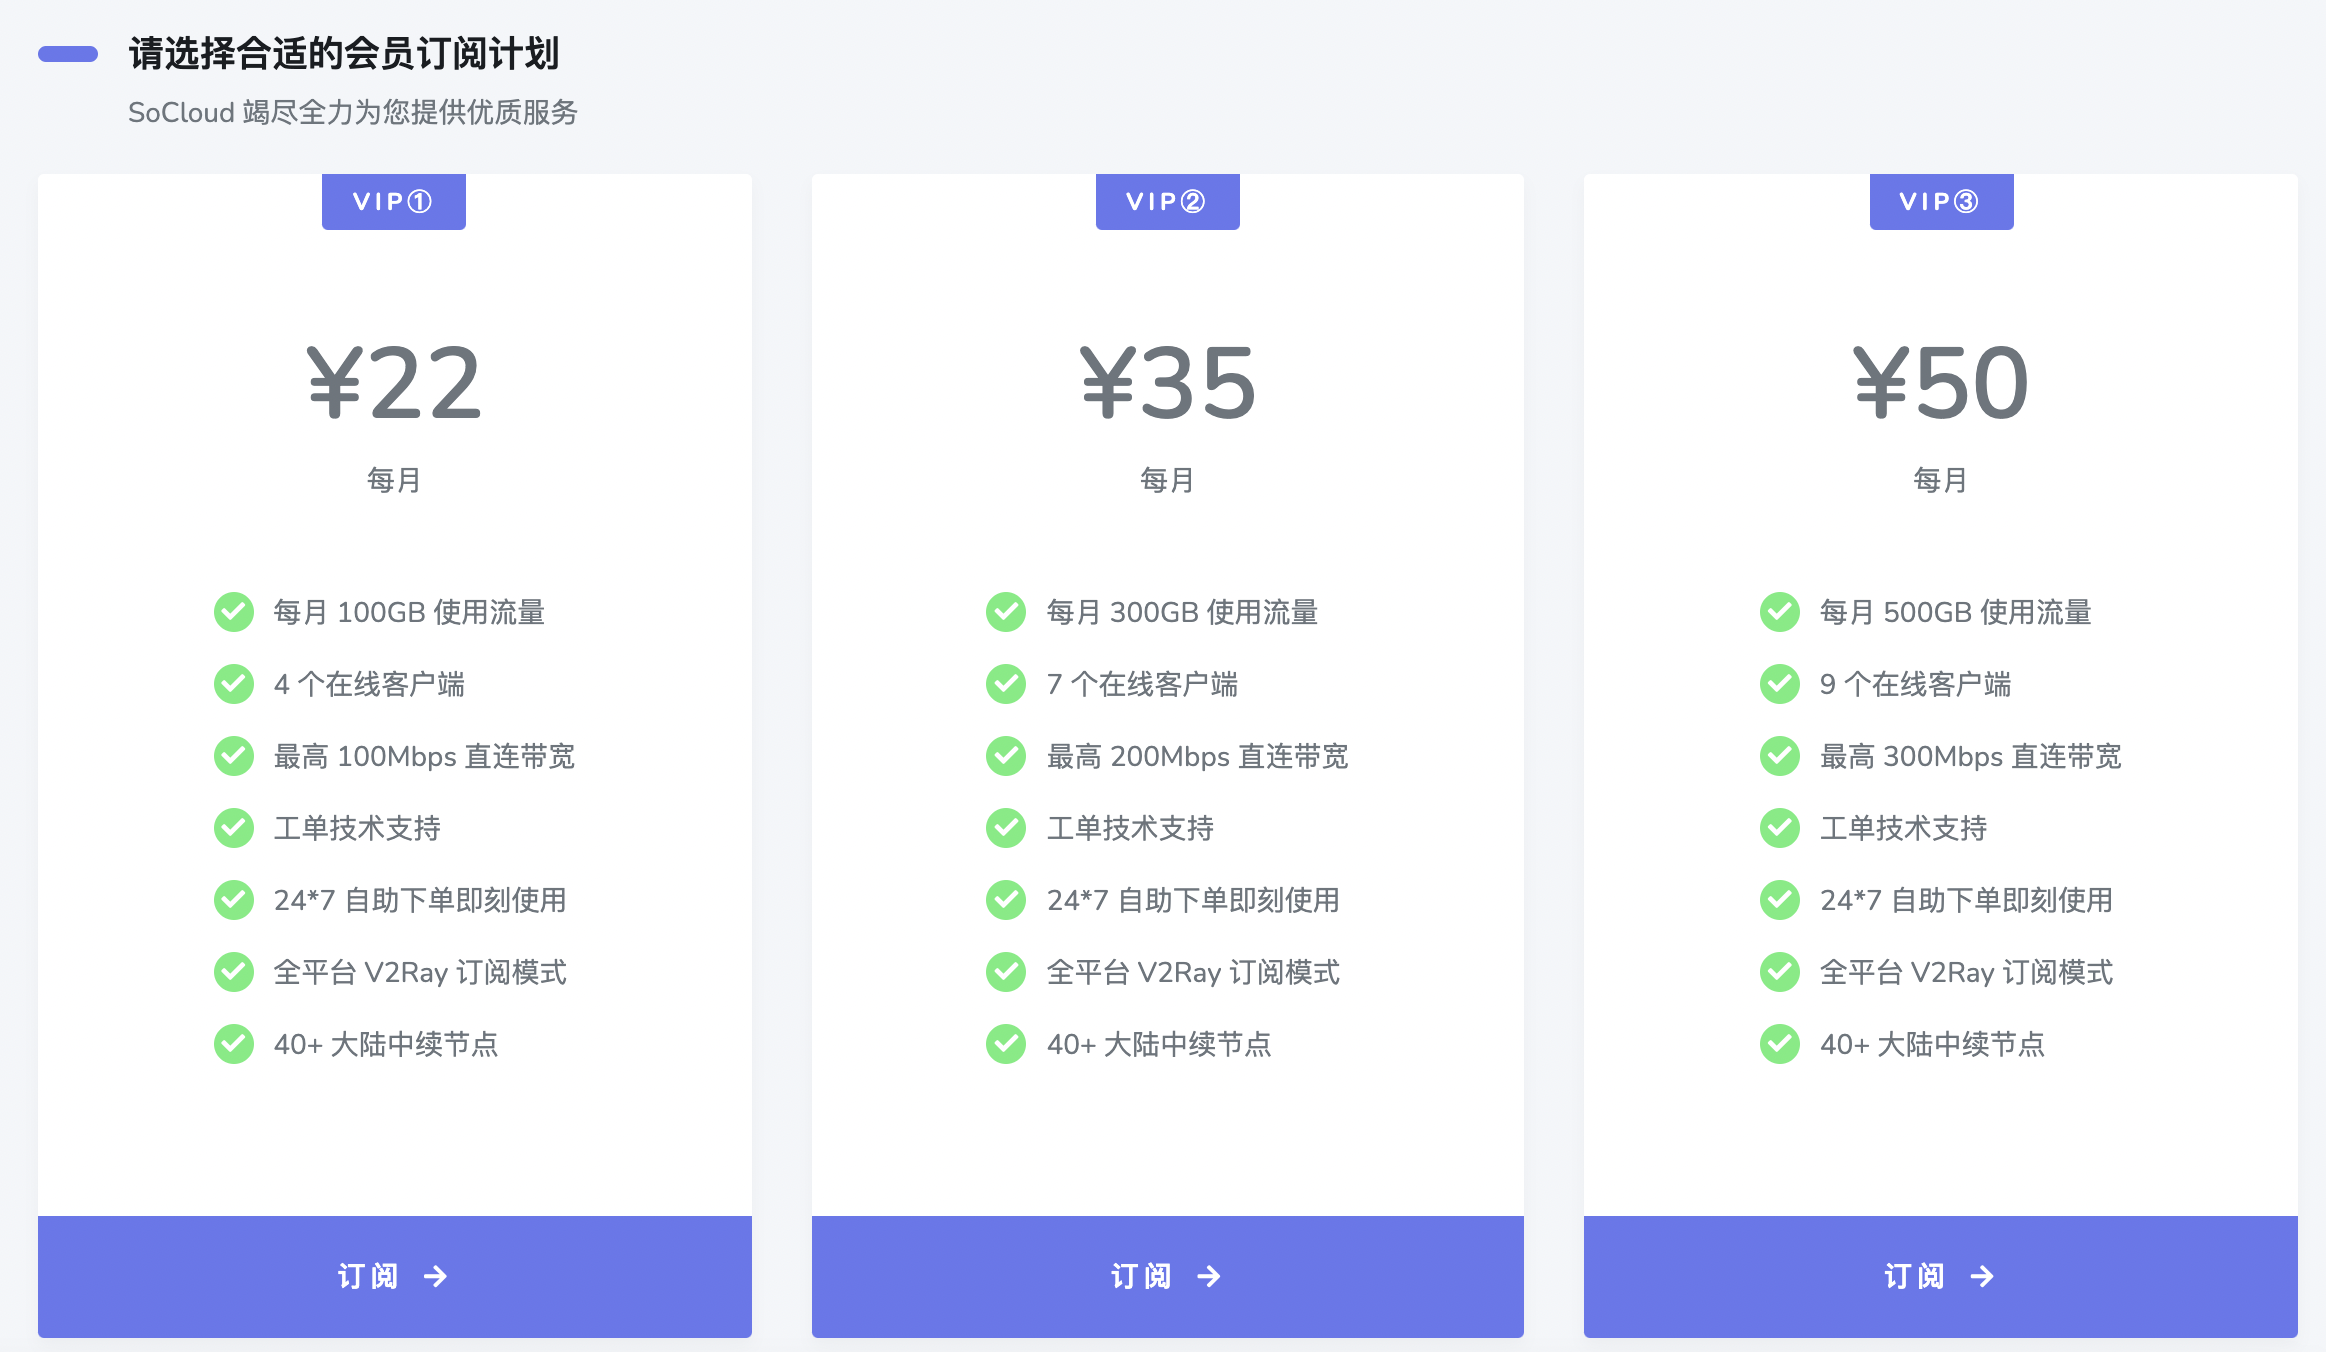 请选择合适的会员订阅计划
SoCloud 竭尽全力为您提供优质服务
VIP①
¥22
每月
每月 100GB 使用流量
4 个在线客户端
最高 100Mbps 直连带宽
工单技术支持
24*7 自助下单即刻使用
全平台 V2Ray 订阅模式
40+ 大陆中续节点
订阅 →
VIP②
¥35
每月
每月 300GB 使用流量
7 个在线客户端
最高 200Mbps 直连带宽
工单技术支持
24*7 自助下单即刻使用
全平台 V2Ray 订阅模式
40+ 大陆中续节点
订阅 →
VIP③
¥50
每月
每月 500GB 使用流量
9 个在线客户端
最高 300Mbps 直连带宽
工单技术支持
24*7 自助下单即刻使用
全平台 V2Ray 订阅模式
40+ 大陆中续节点
订阅 →